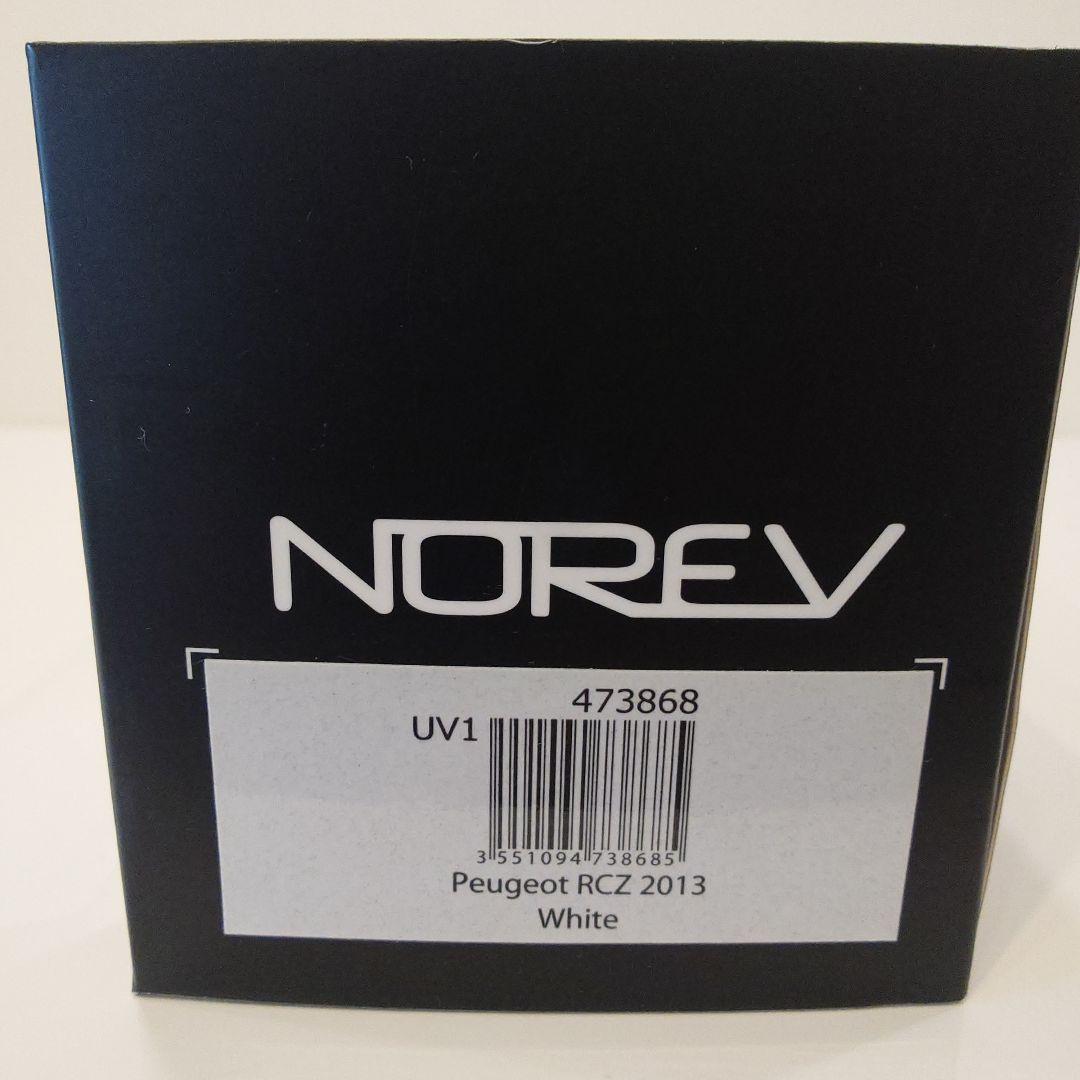 NOREV
473868
UV1
3 551094 738685
Peugeot RCZ 2013
White